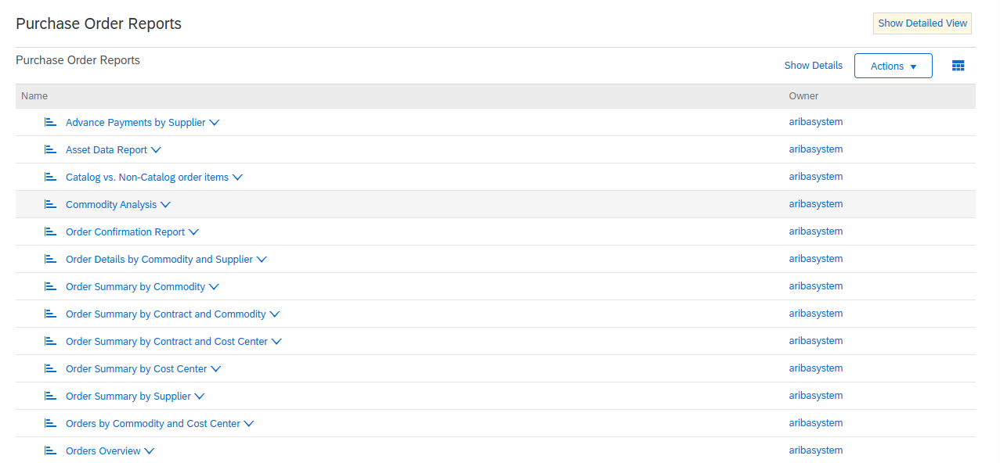 Purchase Order Reports
Show Detailed View
Purchase Order Reports
Show Details Actions
Name Owner
Advance Payments by Supplier aribasystem
Asset Data Report aribasystem
Catalog vs. Non-Catalog order items aribasystem
Commodity Analysis aribasystem
Order Confirmation Report aribasystem
Order Details by Commodity and Supplier aribasystem
Order Summary by Commodity aribasystem
Order Summary by Contract and Commodity aribasystem
Order Summary by Contract and Cost Center aribasystem
Order Summary by Cost Center aribasystem
Order Summary by Supplier aribasystem
Orders by Commodity and Cost Center aribasystem
Orders Overview aribasystem